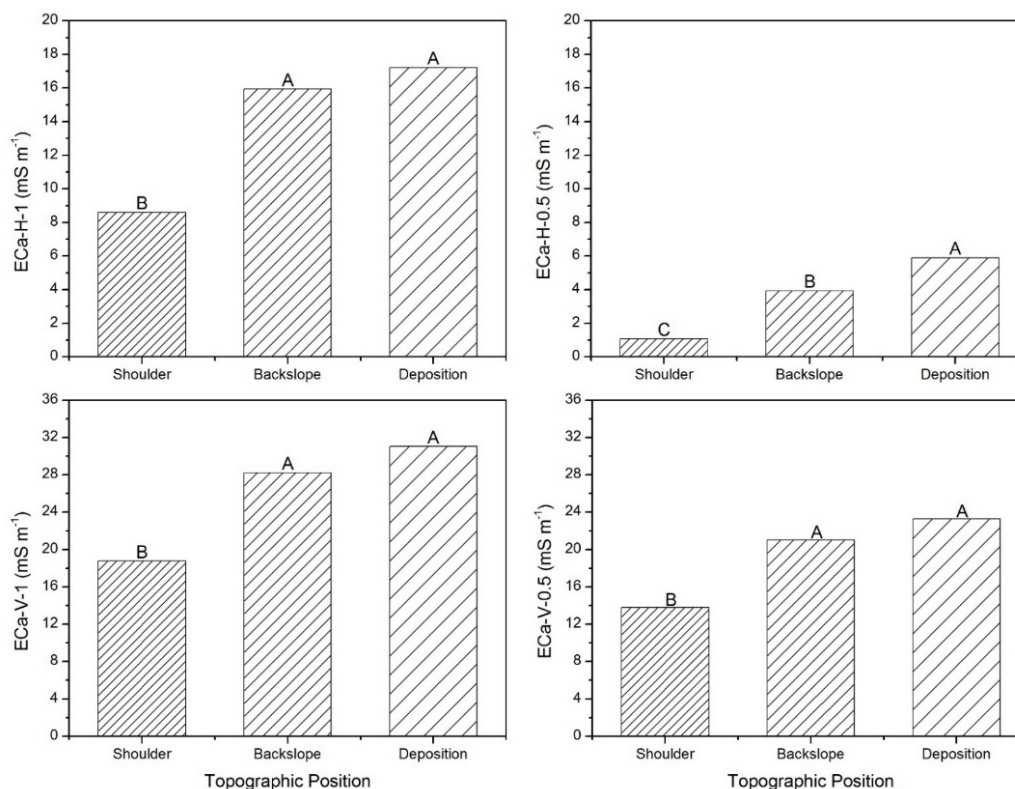 20
18
16
14
12
10
8
6
4
2
0
ECa-H-1 (mS m⁻¹)
B
A
A
Shoulder
Backslope
Deposition
20
18
16
14
12
10
8
6
4
2
0
ECa-H-0.5 (mS m⁻¹)
C
B
A
Shoulder
Backslope
Deposition
36
32
28
24
20
16
12
8
4
0
ECa-V-1 (mS m⁻¹)
B
A
A
Shoulder
Backslope
Deposition
Topographic Position
36
32
28
24
20
16
12
8
4
0
ECa-V-0.5 (mS m⁻¹)
B
A
A
Shoulder
Backslope
Deposition
Topographic Position